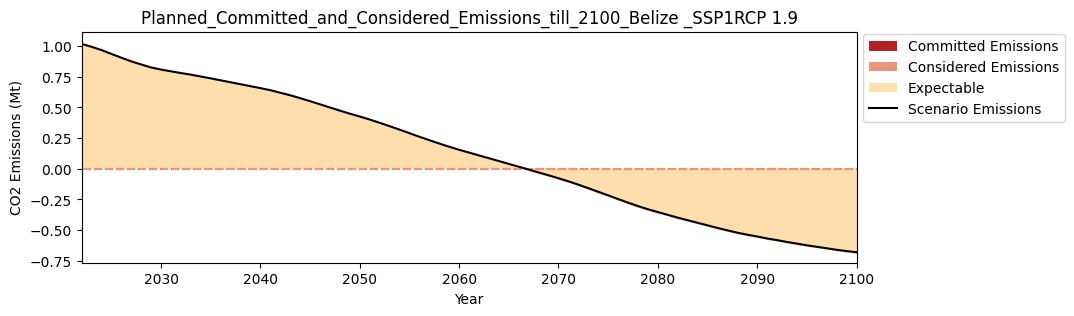 Planned_Committed_and_Considered_Emissions_till_2100_Belize _SSP1RCP 1.9
CO2 Emissions (Mt)
1.00
0.75
0.50
0.25
0.00
−0.25
−0.50
−0.75
2030 2040 2050 2060 2070 2080 2090 2100
Year
Committed Emissions
Considered Emissions
Expectable
Scenario Emissions